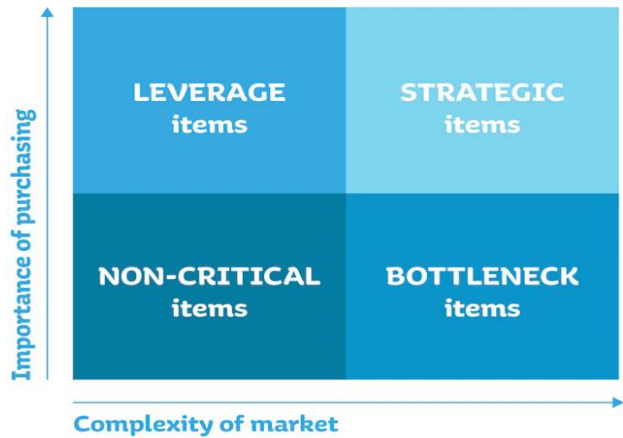 Importance of purchasing
LEVERAGE
items
STRATEGIC
items
NON-CRITICAL
items
BOTTLENECK
items
Complexity of market